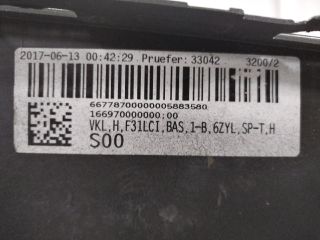 2017-06-13 00:42:29 Pruefer:33042 3200/2
66778700000005883580
166970000000;00
VKL,H,F31LCI,BAS,1-B,6ZYL,SP-T,H
S00